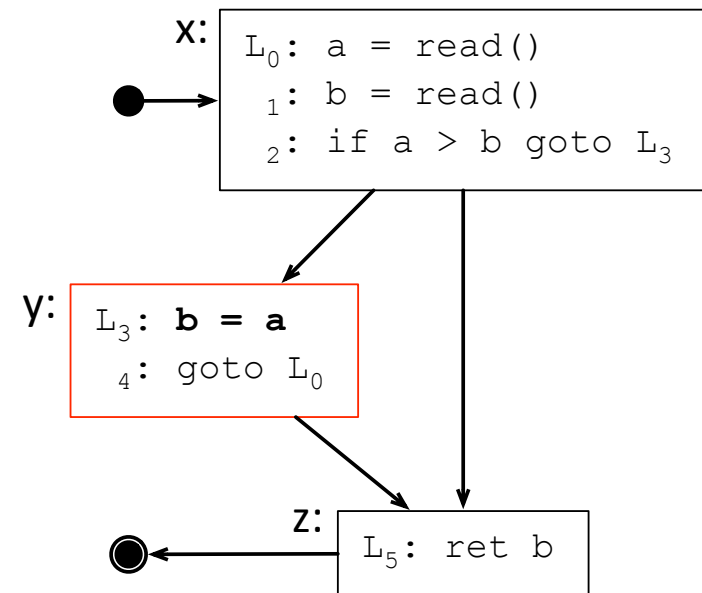 x:
L₀: a = read()
₁: b = read()
₂: if a > b goto L₃
y:
L₃: b = a
₄: goto L₀
z:
L₅: ret b